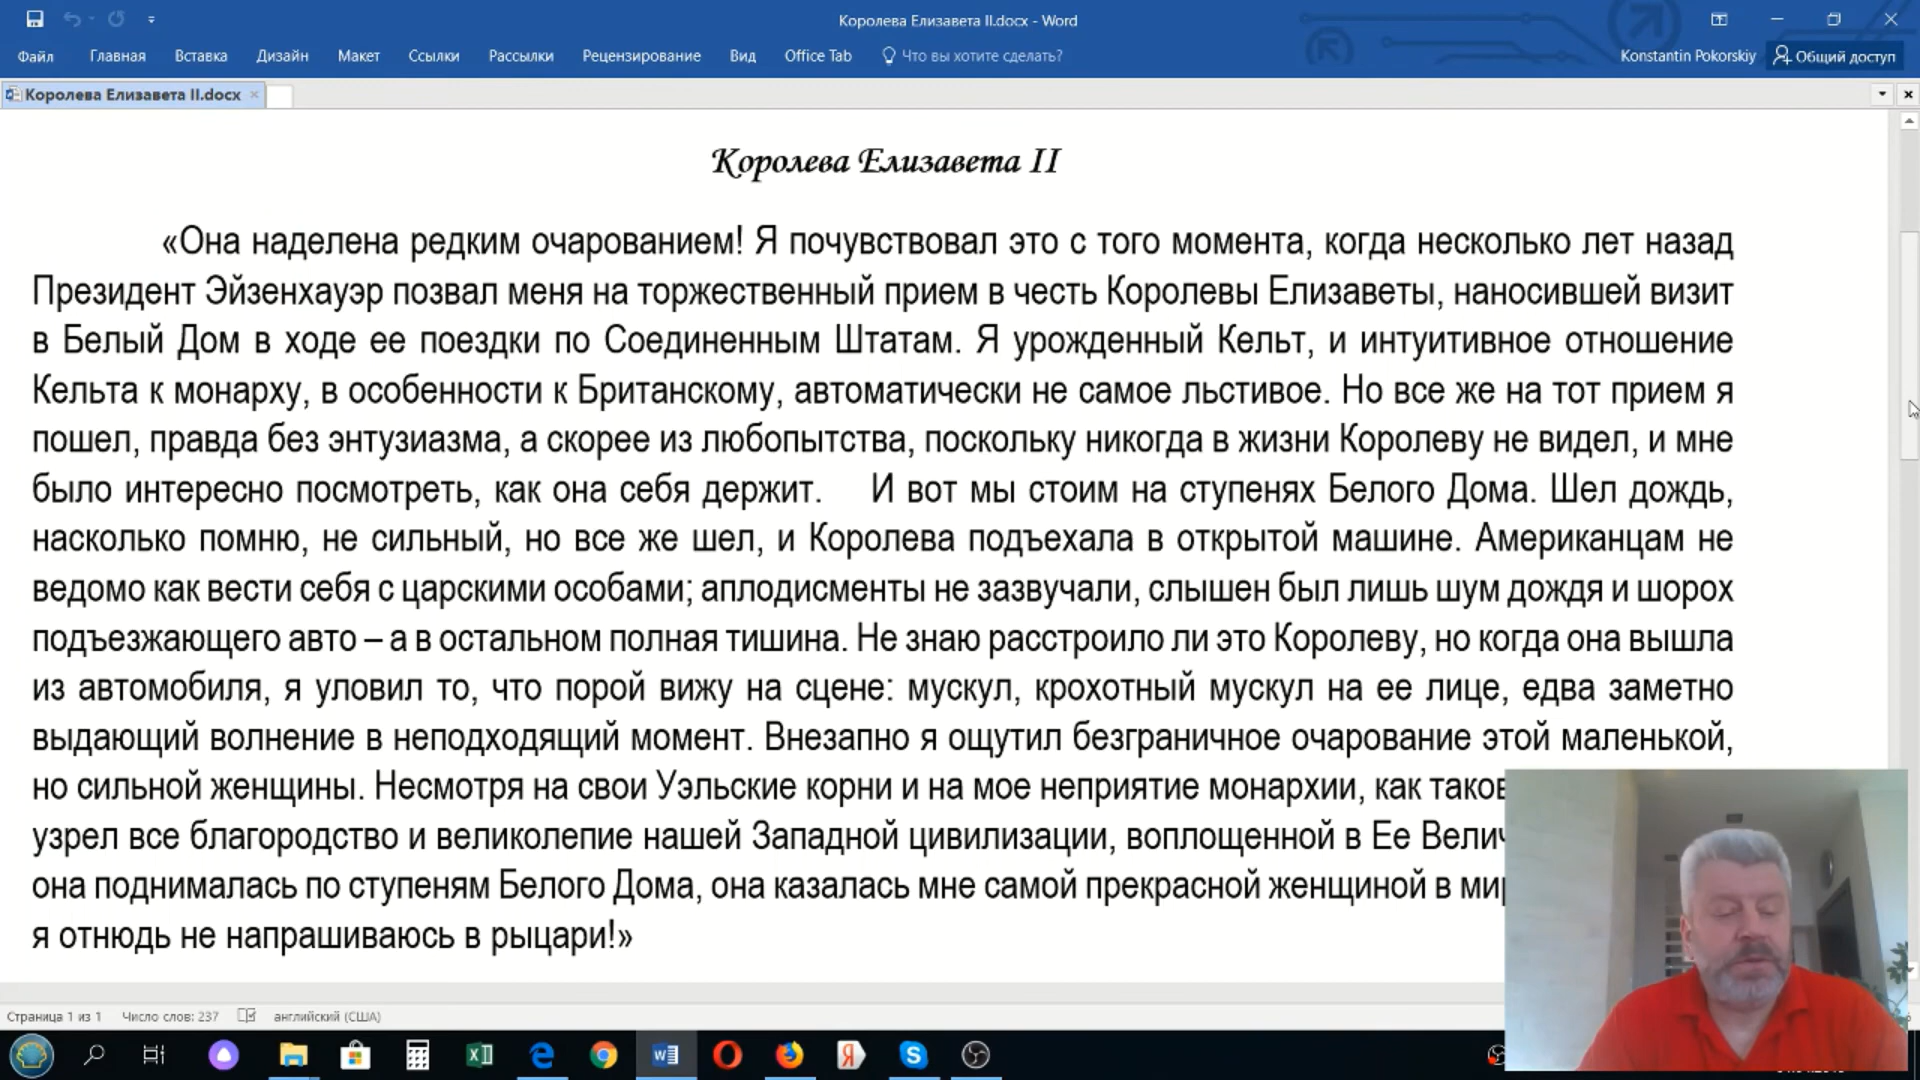 Королева Елизавета II.docx - Word
Файл Главная Вставка Дизайн Макет Ссылки Рассылки Рецензирование Вид Office Tab Что вы хотите сделать? Konstantin Pokorskiy Общий доступ
Королева Елизавета II.docx
Королева Елизавета II
«Она наделена редким очарованием! Я почувствовал это с того момента, когда несколько лет назад
Президент Эйзенхауэр позвал меня на торжественный прием в честь Королевы Елизаветы, наносившей визит
в Белый Дом в ходе ее поездки по Соединенным Штатам. Я урожденный Кельт, и интуитивное отношение
Кельта к монарху, в особенности к Британскому, автоматически не самое льстивое. Но все же на тот прием я
пошел, правда без энтузиазма, а скорее из любопытства, поскольку никогда в жизни Королеву не видел, и мне
было интересно посмотреть, как она себя держит. И вот мы стоим на ступенях Белого Дома. Шел дождь,
насколько помню, не сильный, но все же шел, и Королева подъехала в открытой машине. Американцам не
ведомо как вести себя с царскими особами; аплодисменты не зазвучали, слышен был лишь шум дождя и шорох
подъезжающего авто – а в остальном полная тишина. Не знаю расстроило ли это Королеву, но когда она вышла
из автомобиля, я уловил то, что порой вижу на сцене: мускул, крохотный мускул на ее лице, едва заметно
выдающий волнение в неподходящий момент. Внезапно я ощутил безграничное очарование этой маленькой,
но сильной женщины. Несмотря на свои Уэльские корни и на мое неприятие монархии, как таков
узрел все благородство и великолепие нашей Западной цивилизации, воплощенной в Ее Велич
она поднималась по ступеням Белого Дома, она казалась мне самой прекрасной женщиной в мир
я отнюдь не напрашиваюсь в рыцари!»
Страница 1 из 1 Число слов: 237 английский (США)